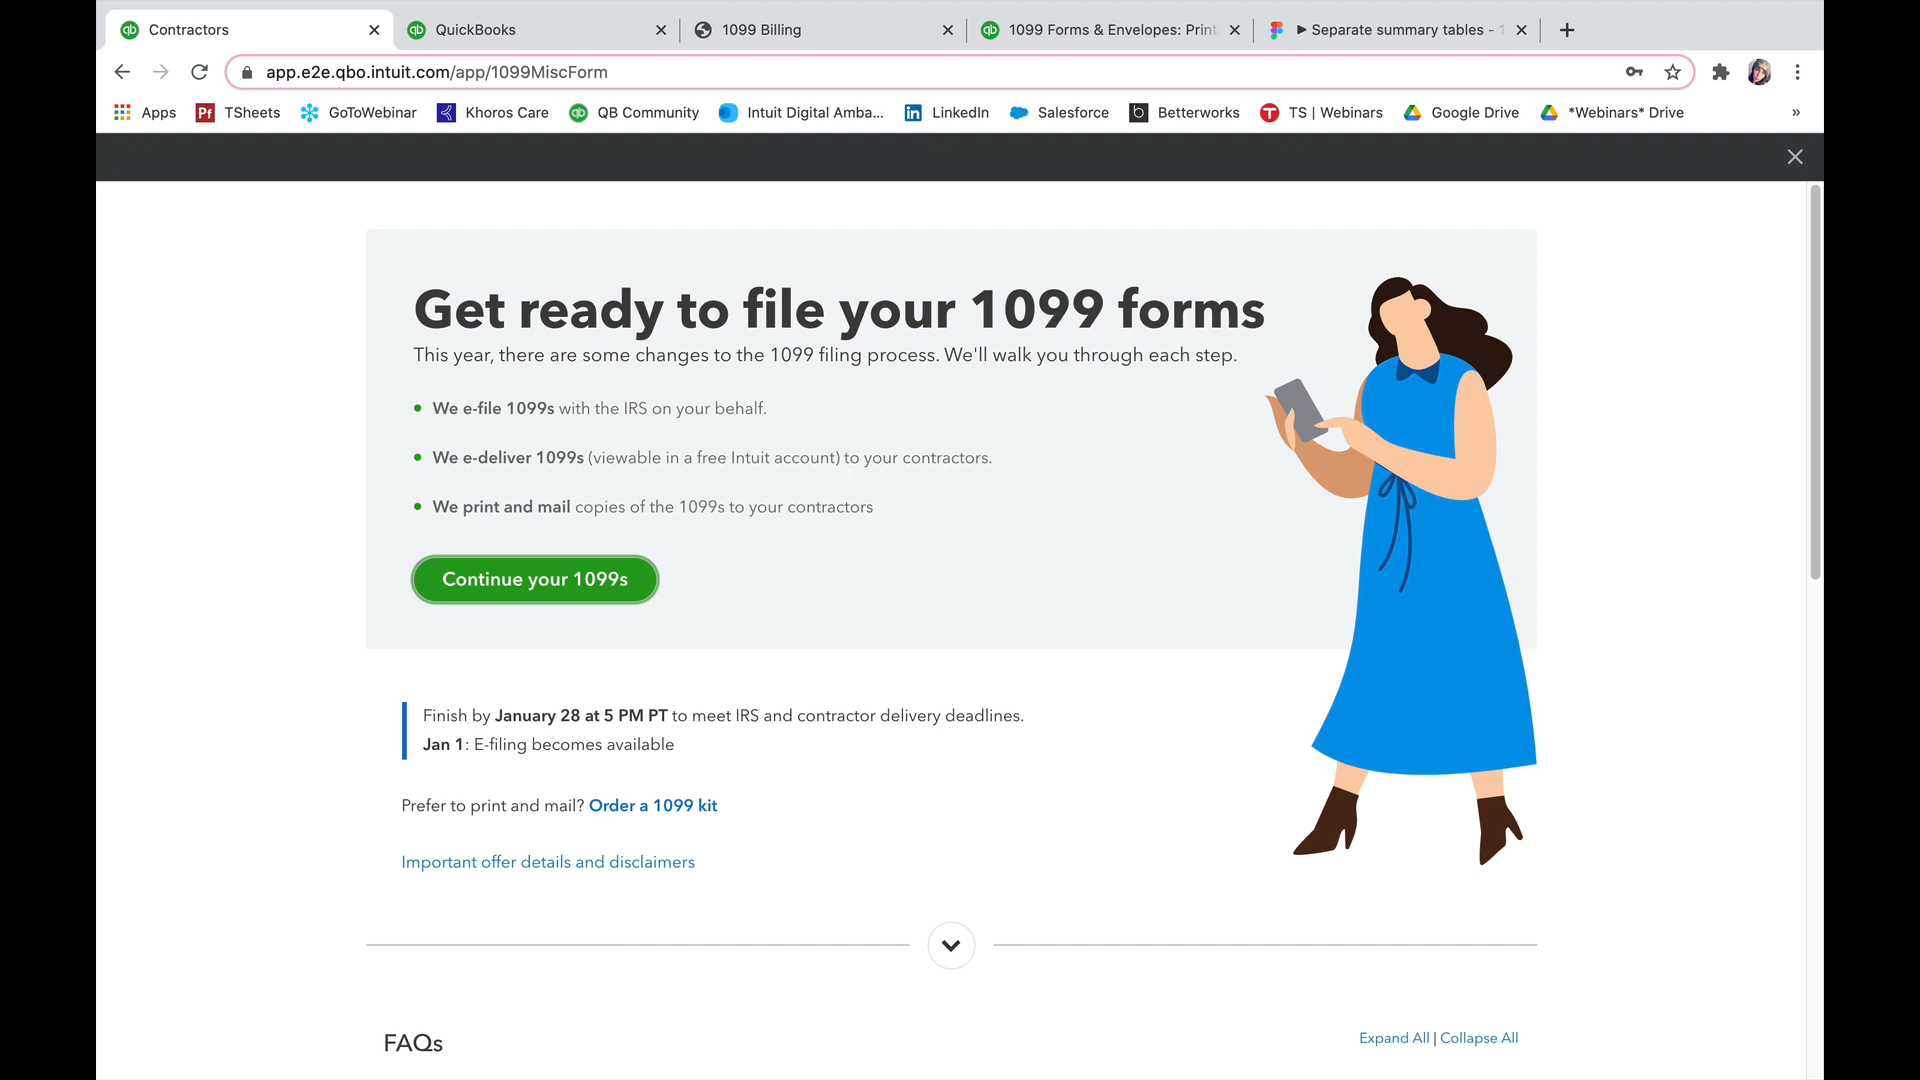 Contractors
QuickBooks
1099 Billing
1099 Forms & Envelopes: Print
Separate summary tables - 1
app.e2e.qbo.intuit.com/app/1099MiscForm
Apps
Pf TSheets
GoToWebinar
Khoros Care
qb QB Community
Intuit Digital Amba...
in LinkedIn
Salesforce
b Betterworks
T TS | Webinars
Google Drive
*Webinars* Drive
»
Get ready to file your 1099 forms
This year, there are some changes to the 1099 filing process. We'll walk you through each step.
We e-file 1099s with the IRS on your behalf.
We e-deliver 1099s (viewable in a free Intuit account) to your contractors.
We print and mail copies of the 1099s to your contractors
Continue your 1099s
Finish by January 28 at 5 PM PT to meet IRS and contractor delivery deadlines.
Jan 1: E-filing becomes available
Prefer to print and mail? Order a 1099 kit
Important offer details and disclaimers
FAQs
Expand All | Collapse All